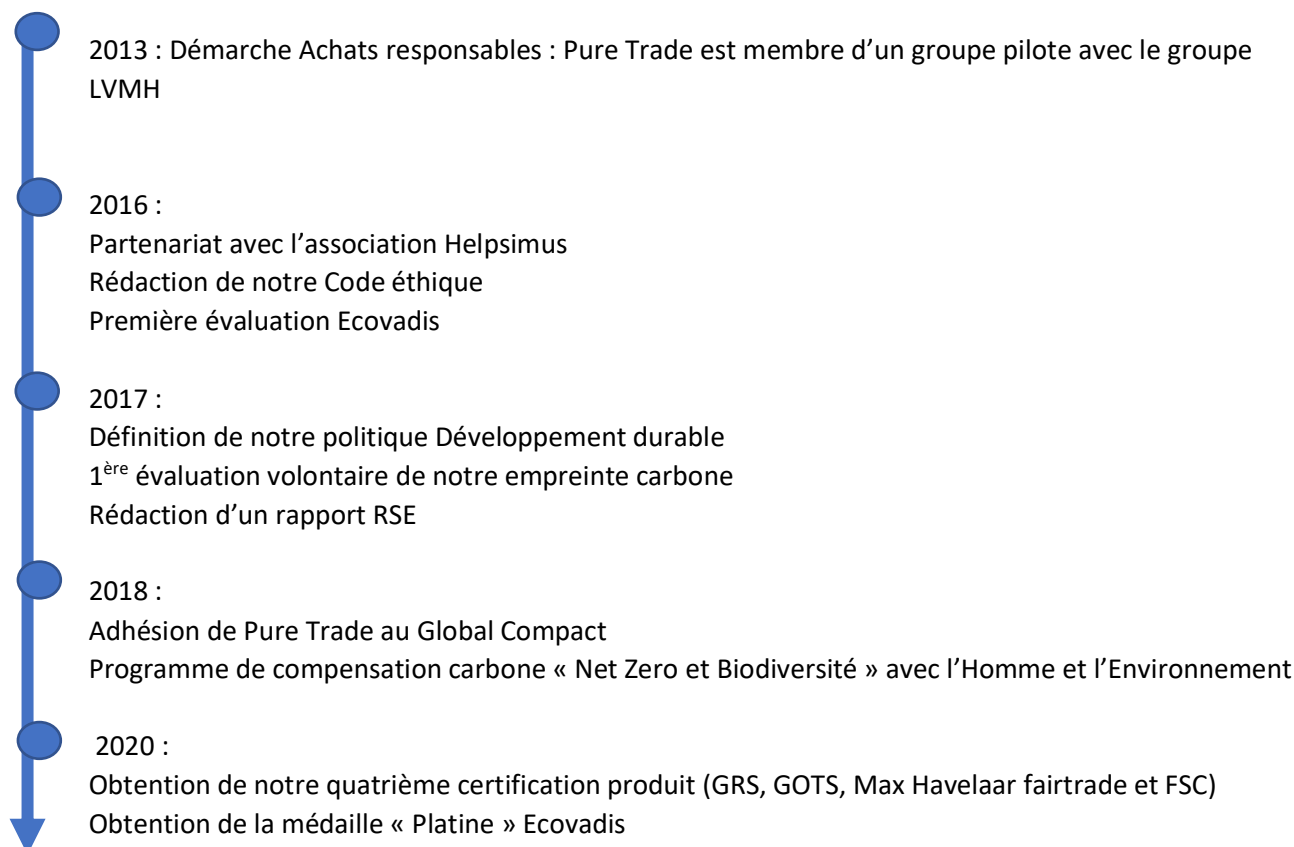 2013 : Démarche Achats responsables : Pure Trade est membre d’un groupe pilote avec le groupe
LVMH
2016 :
Partenariat avec l’association Helpsimus
Rédaction de notre Code éthique
Première évaluation Ecovadis
2017 :
Définition de notre politique Développement durable
1ère évaluation volontaire de notre empreinte carbone
Rédaction d’un rapport RSE
2018 :
Adhésion de Pure Trade au Global Compact
Programme de compensation carbone « Net Zero et Biodiversité » avec l’Homme et l’Environnement
2020 :
Obtention de notre quatrième certification produit (GRS, GOTS, Max Havelaar fairtrade et FSC)
Obtention de la médaille « Platine » Ecovadis